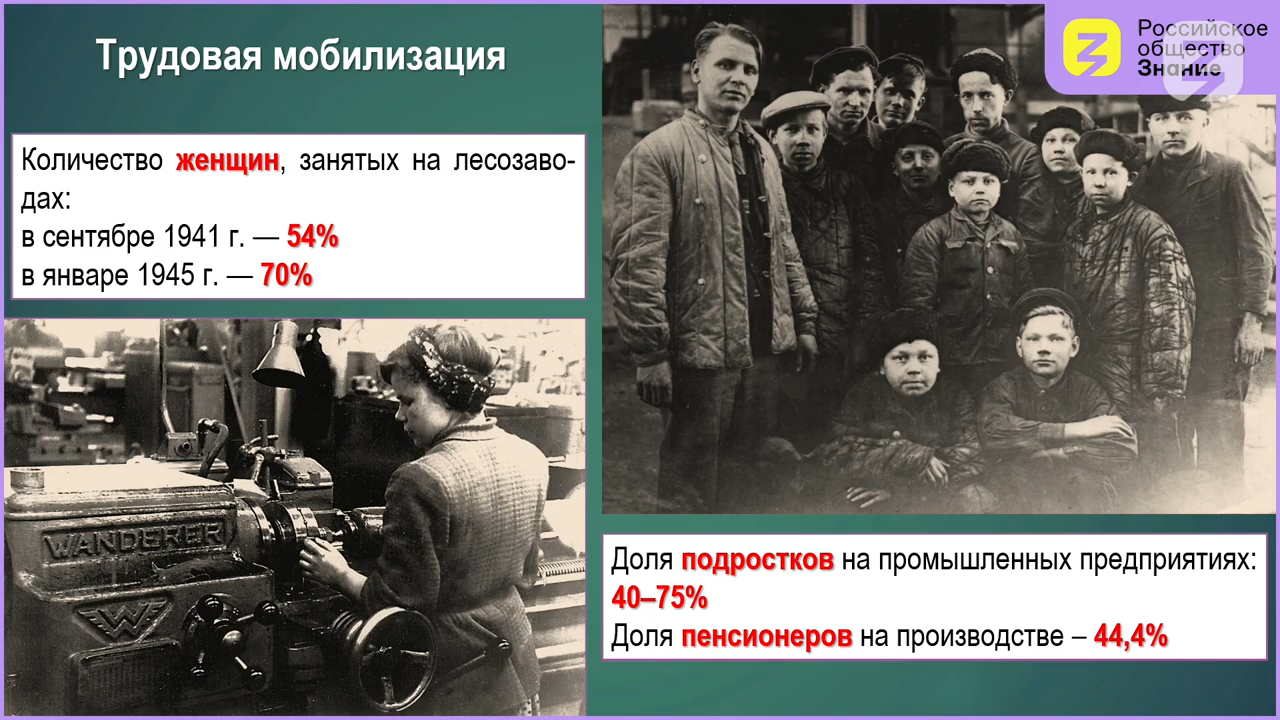 Трудовая мобилизация
Российское
общество
Знание
Количество женщин, занятых на лесозаво-
дах:
в сентябре 1941 г. — 54%
в январе 1945 г. — 70%
WANDERER
W
Доля подростков на промышленных предприятиях:
40–75%
Доля пенсионеров на производстве – 44,4%